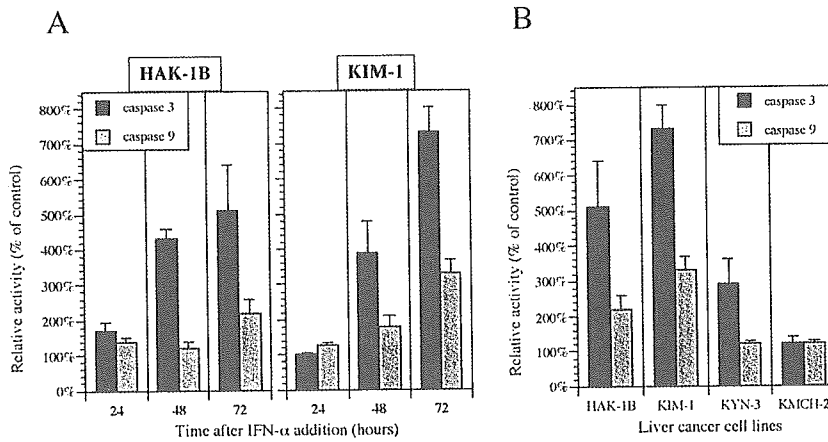 A
HAK-1B
KIM-1
caspase 3
caspase 9
800%
700%
600%
500%
400%
300%
200%
100%
0%
Relative activity (% of control)
24
48
72
24
48
72
Time after IFN-α addition (hours)
B
caspase 3
caspase 9
800%
700%
600%
500%
400%
300%
200%
100%
0%
Relative activity (% of control)
HAK-1B
KIM-1
KYN-3
KMCH-2
Liver cancer cell lines